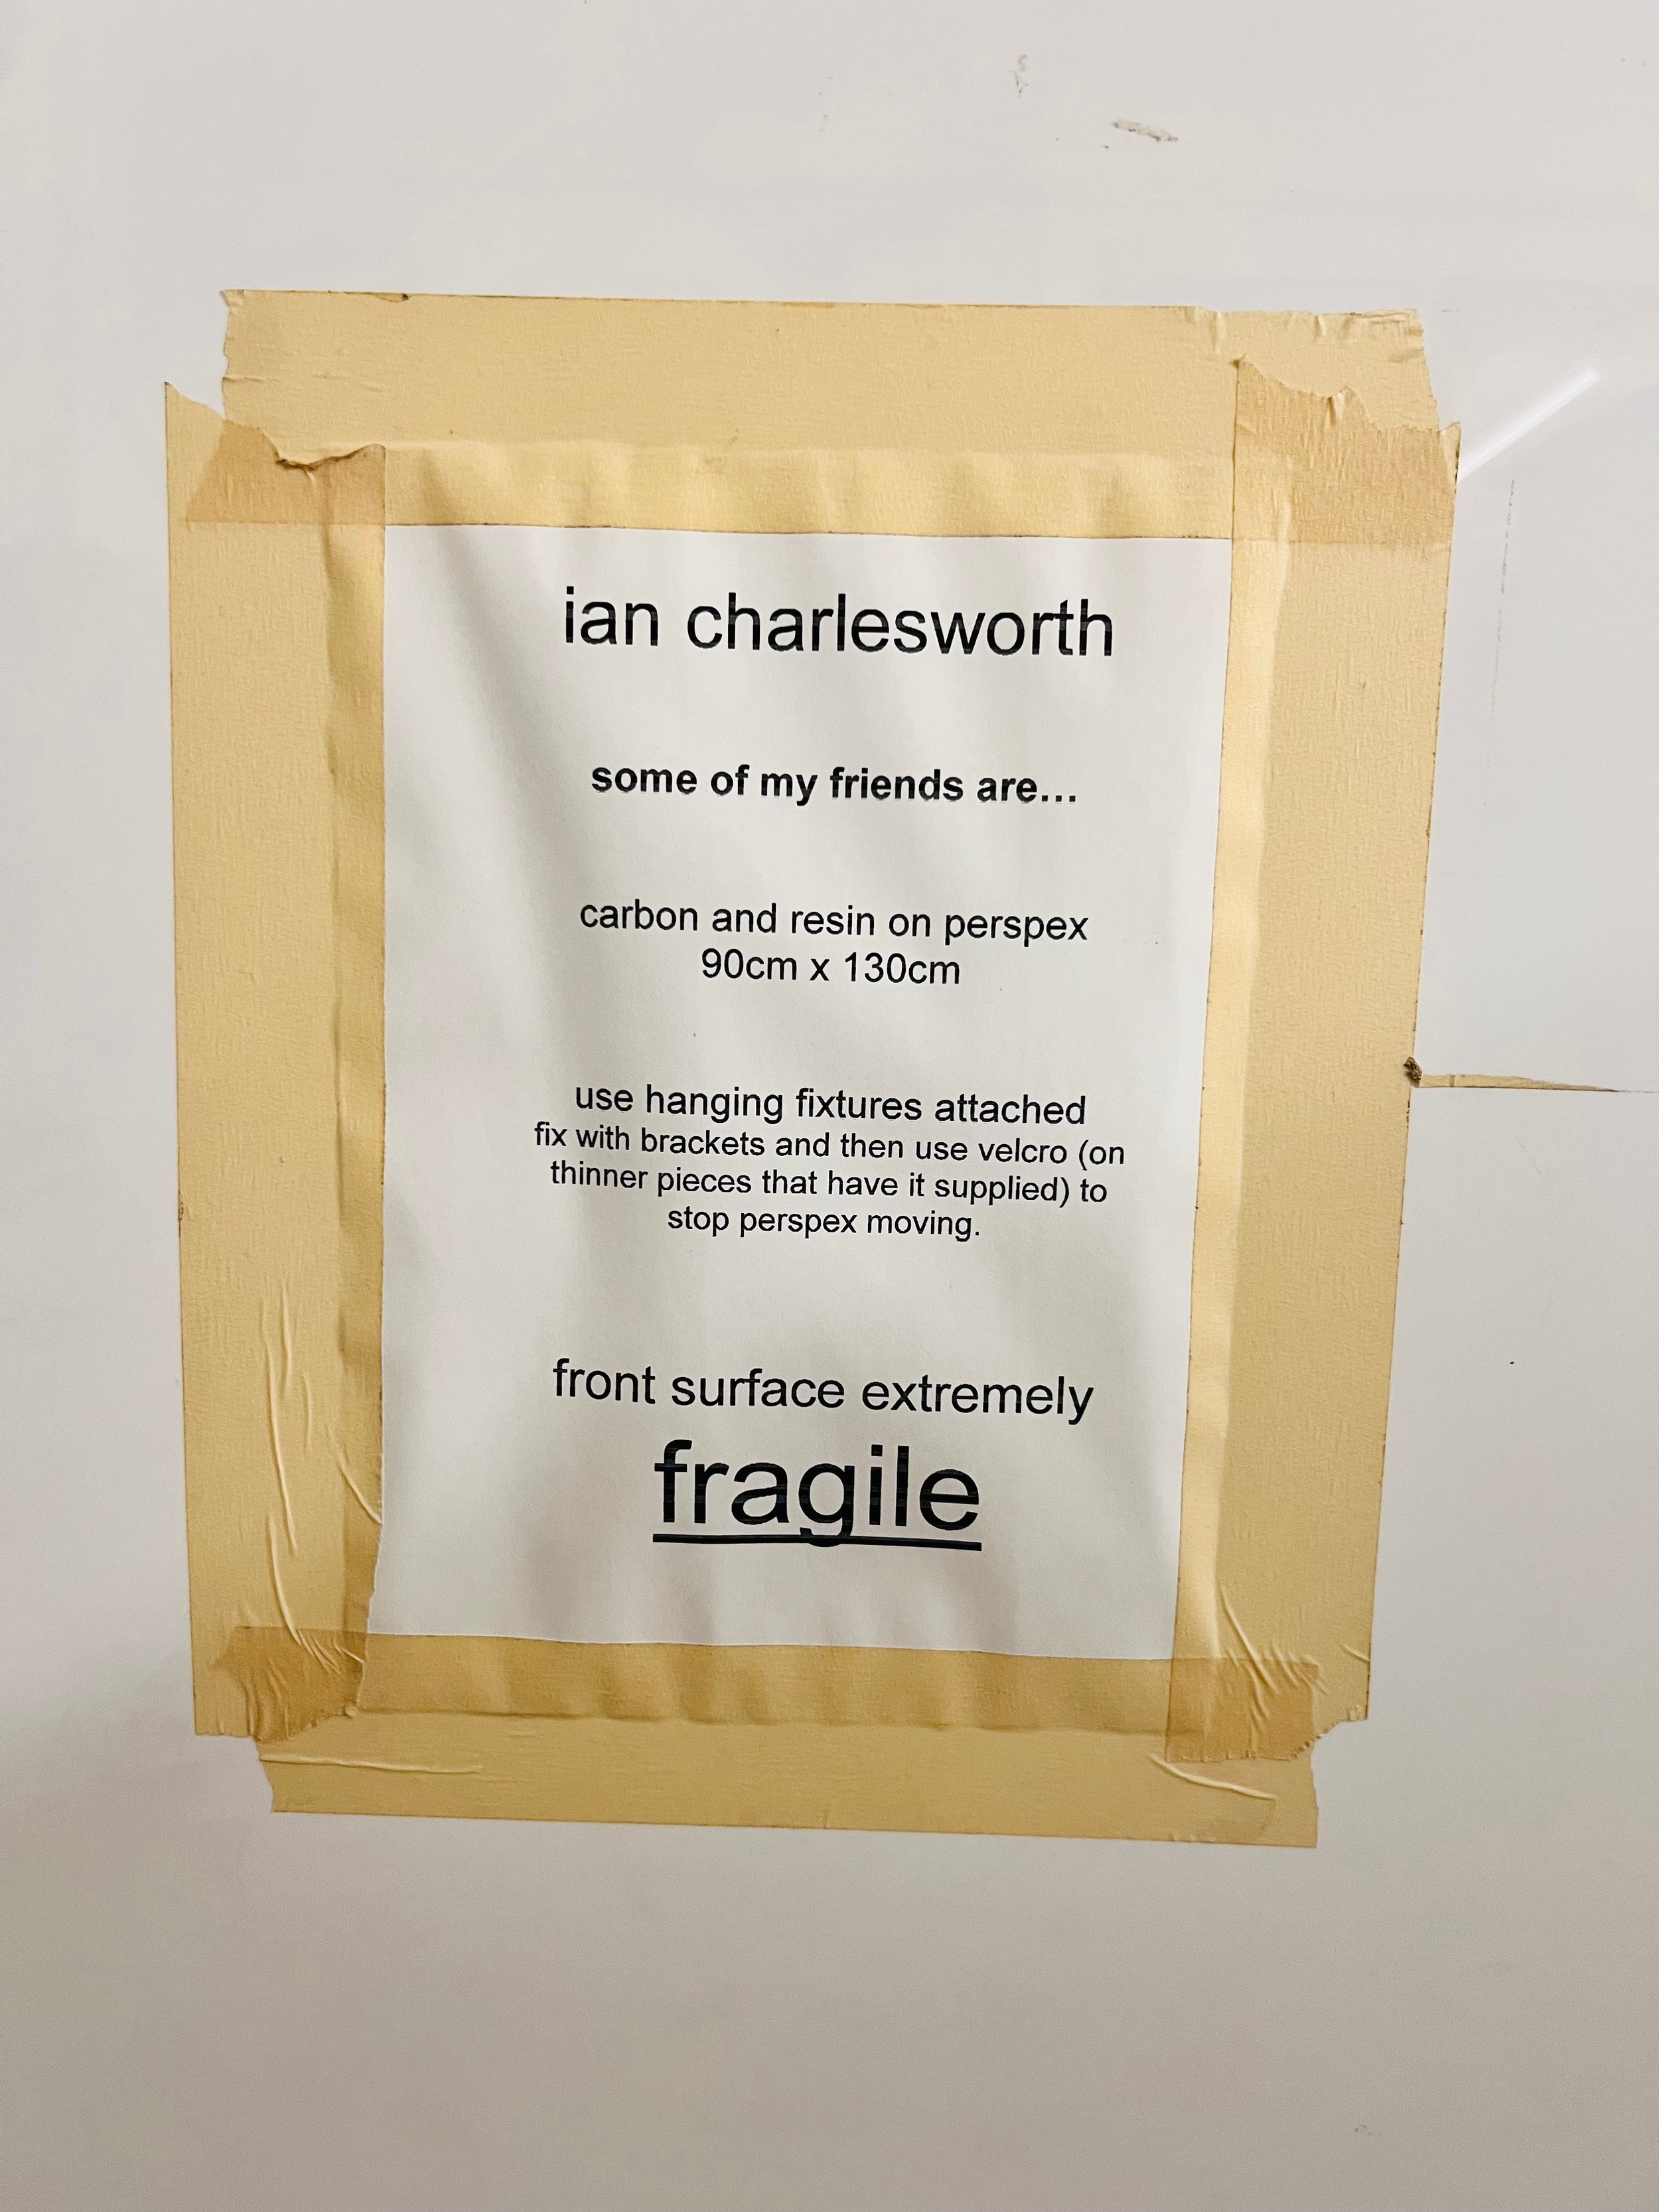 ian charlesworth
some of my friends are...
carbon and resin on perspex
90cm x 130cm
use hanging fixtures attached
fix with brackets and then use velcro (on
thinner pieces that have it supplied) to
stop perspex moving.
front surface extremely
fragile